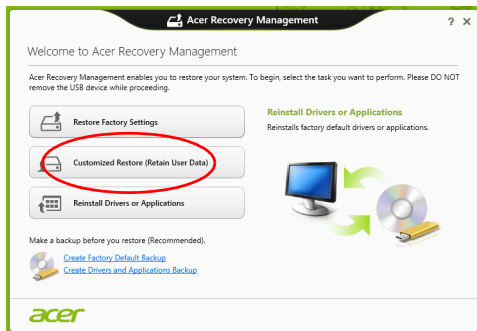 Acer Recovery Management
? ×
Welcome to Acer Recovery Management
Acer Recovery Management enables you to restore your system. To begin, select the task you want to perform. Please DO NOT
remove the USB device while proceeding.
Restore Factory Settings
Customized Restore (Retain User Data)
Reinstall Drivers or Applications
Reinstall Drivers or Applications
Reinstalls factory default drivers or applications.
Make a backup before you restore (Recommended).
Create Factory Default Backup
Create Drivers and Applications Backup
acer